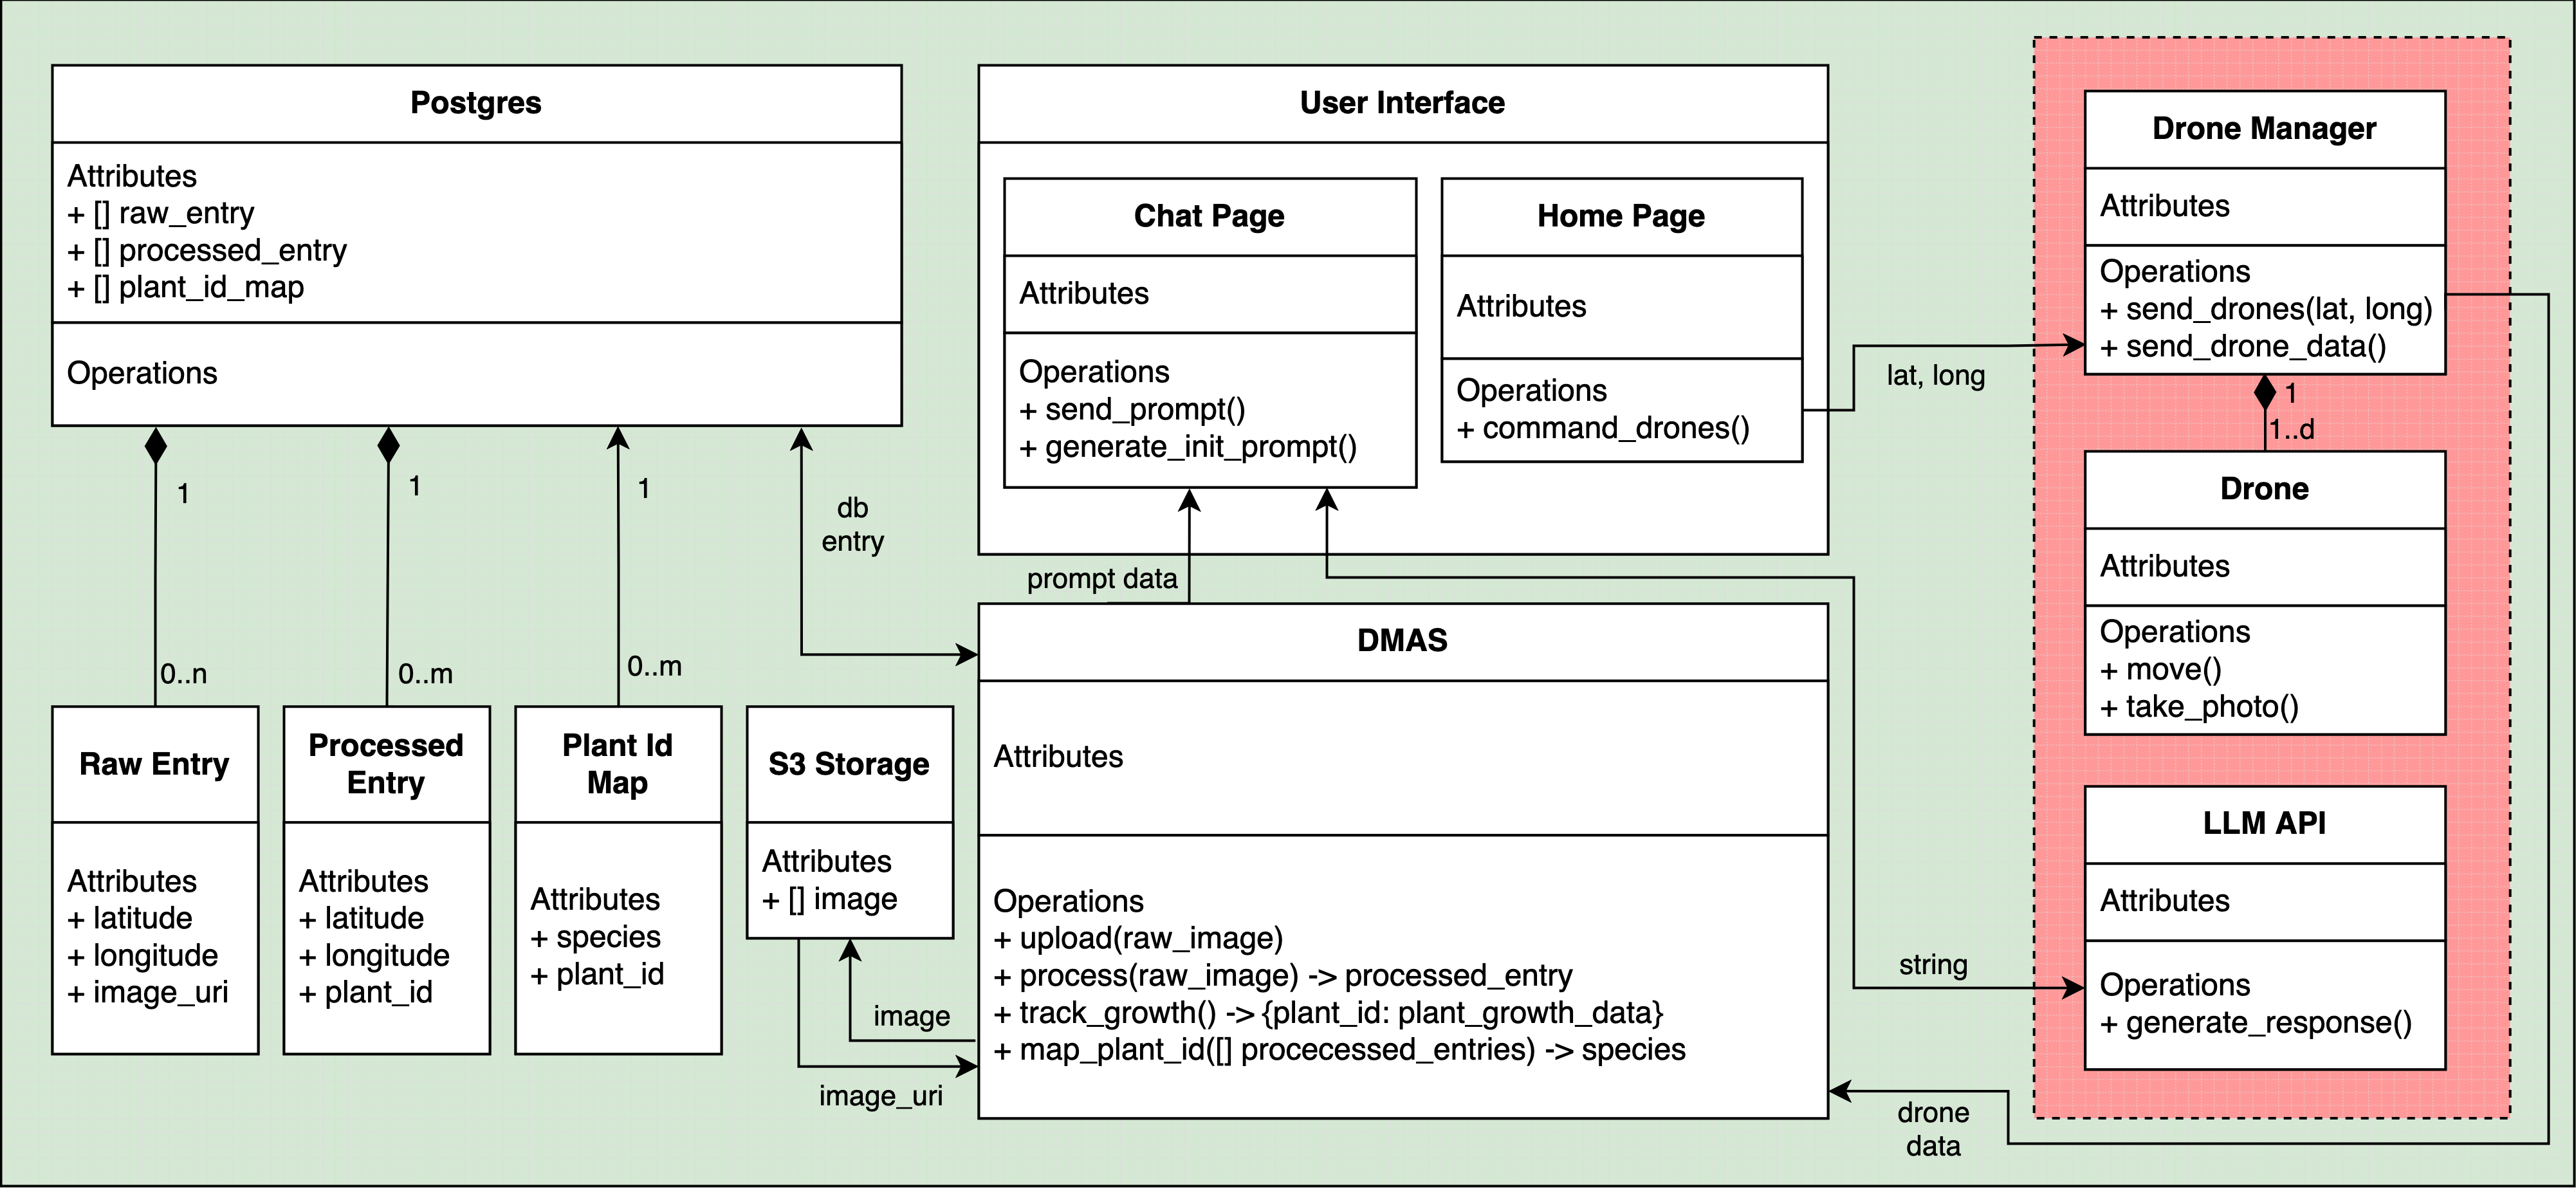 Postgres
Attributes
+ [] raw_entry
+ [] processed_entry
+ [] plant_id_map
Operations
1
1
1
0..n
0..m
0..m
db
entry
Raw Entry
Attributes
+ latitude
+ longitude
+ image_uri
Processed
Entry
Attributes
+ latitude
+ longitude
+ plant_id
Plant Id
Map
Attributes
+ species
+ plant_id
S3 Storage
Attributes
+ [] image
image
image_uri
User Interface
Chat Page
Attributes
Operations
+ send_prompt()
+ generate_init_prompt()
Home Page
Attributes
Operations
+ command_drones()
prompt data
lat, long
DMAS
Attributes
Operations
+ upload(raw_image)
+ process(raw_image) -> processed_entry
+ track_growth() -> {plant_id: plant_growth_data}
+ map_plant_id([] procecessed_entries) -> species
string
drone
data
Drone Manager
Attributes
Operations
+ send_drones(lat, long)
+ send_drone_data()
1
1..d
Drone
Attributes
Operations
+ move()
+ take_photo()
LLM API
Attributes
Operations
+ generate_response()